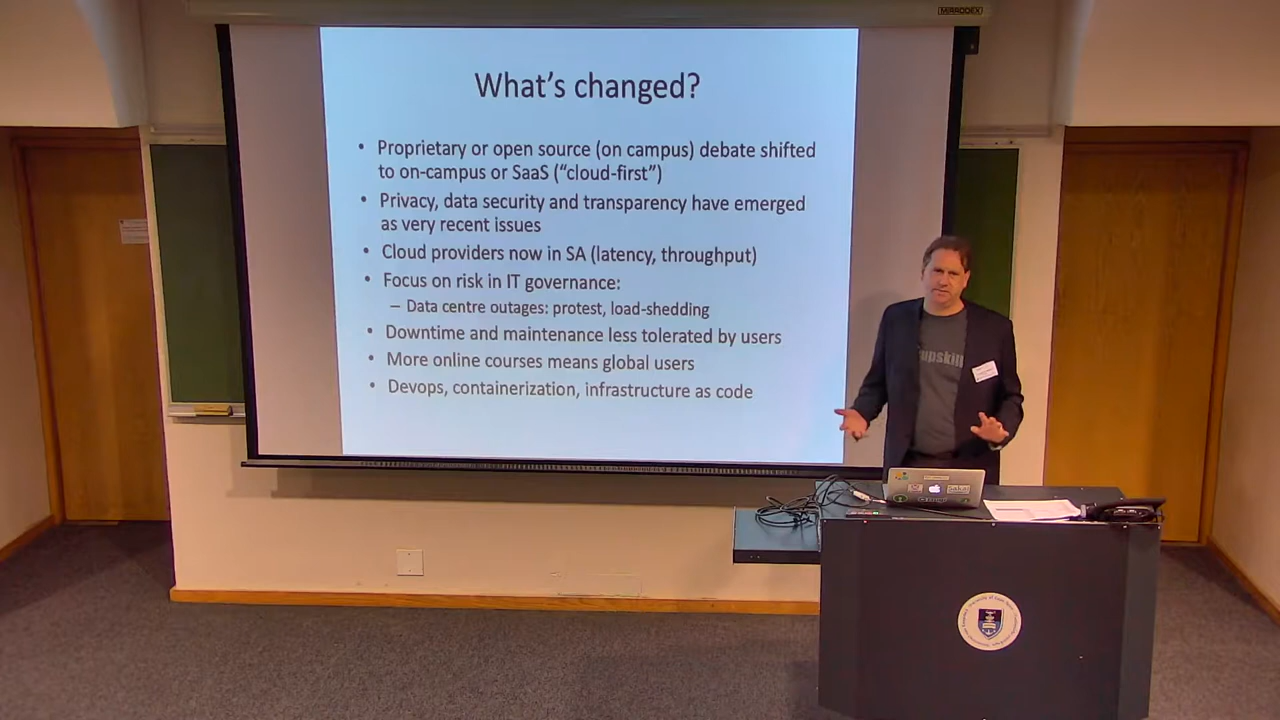 MIRADDEX
What's changed?
• Proprietary or open source (on campus) debate shifted
to on-campus or SaaS ("cloud-first")
• Privacy, data security and transparency have emerged
as very recent issues
• Cloud providers now in SA (latency, throughput)
• Focus on risk in IT governance:
– Data centre outages: protest, load-shedding
• Downtime and maintenance less tolerated by users
• More online courses means global users
• Devops, containerization, infrastructure as code
upskill
sakai